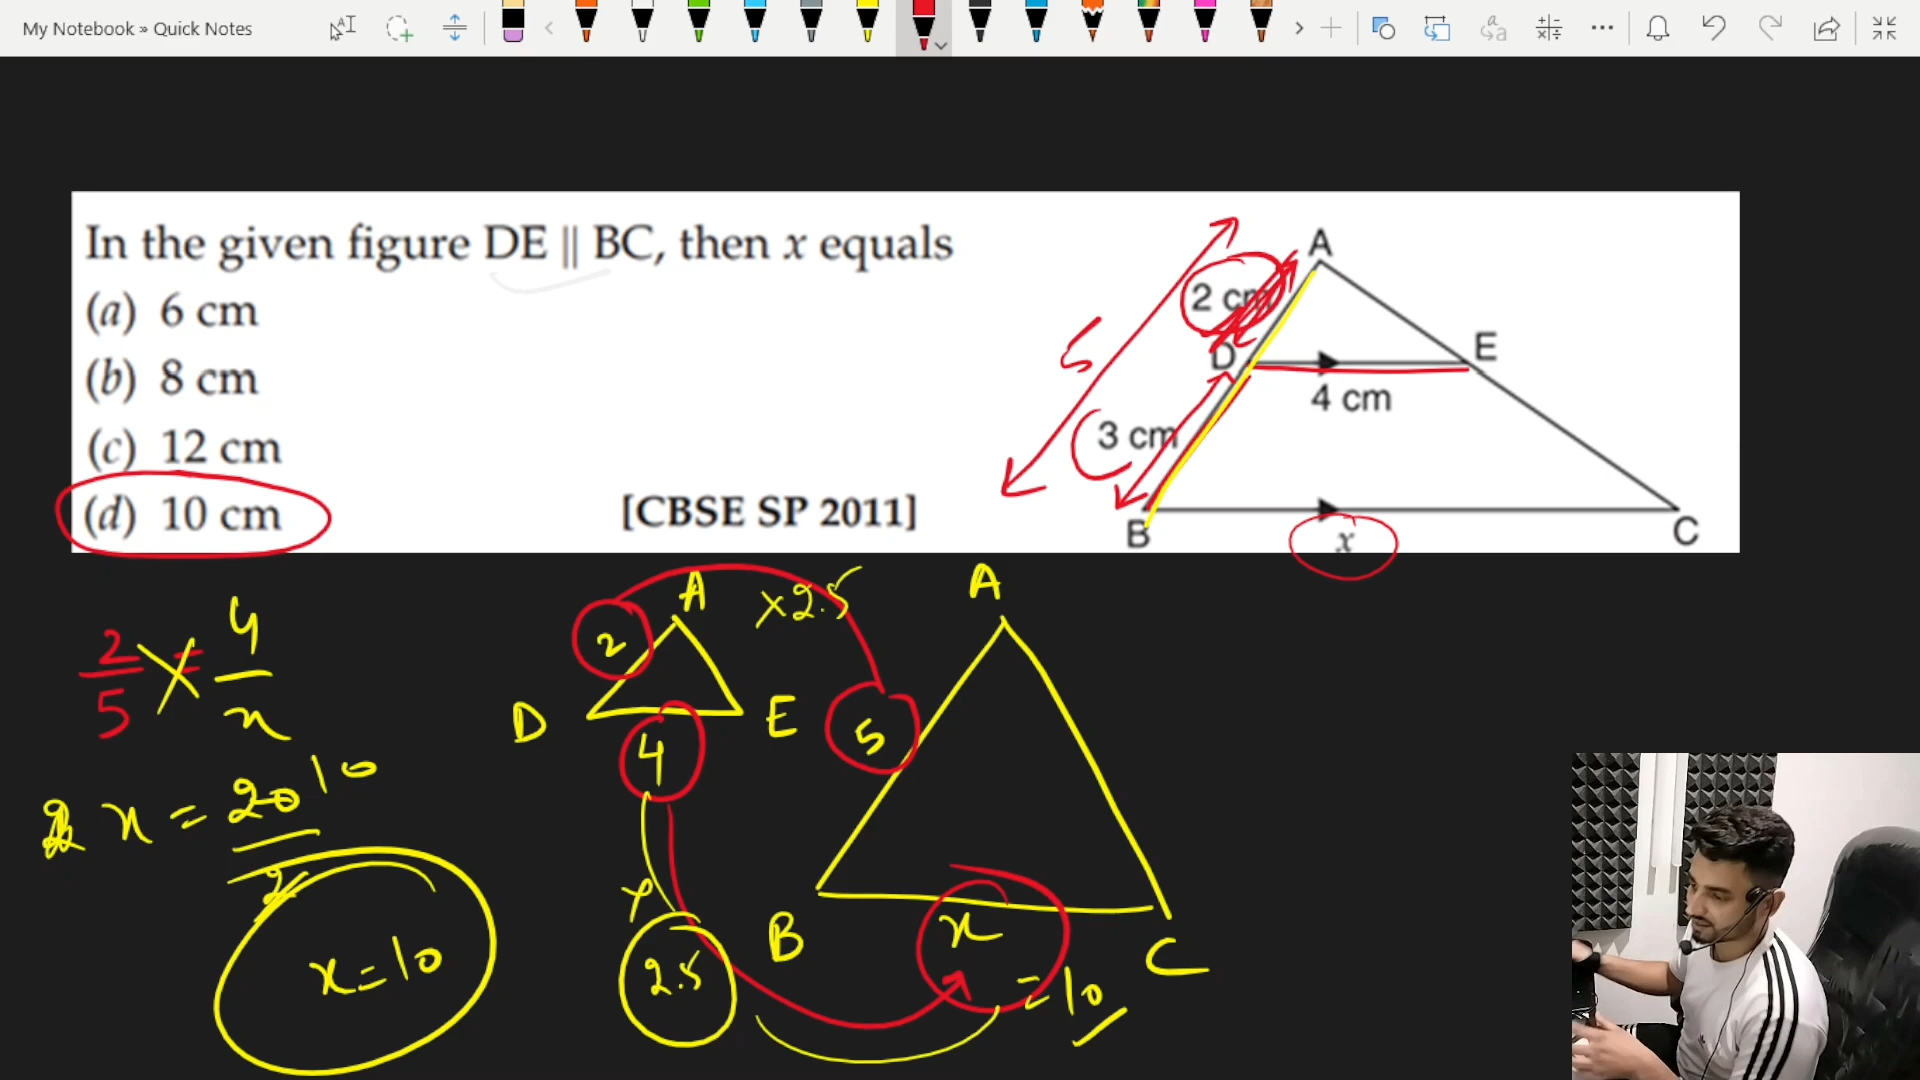 My Notebook » Quick Notes
In the given figure DE || BC, then x equals
(a) 6 cm
(b) 8 cm
(c) 12 cm
(d) 10 cm
[CBSE SP 2011]
A
2 cm
5
D
E
4 cm
3 cm
B
x
C
2/5 = 4/x
2x = 20 10
2
x=10
A
×2.5
2
D
E
4
×
2.5
A
5
B
x
=10
C